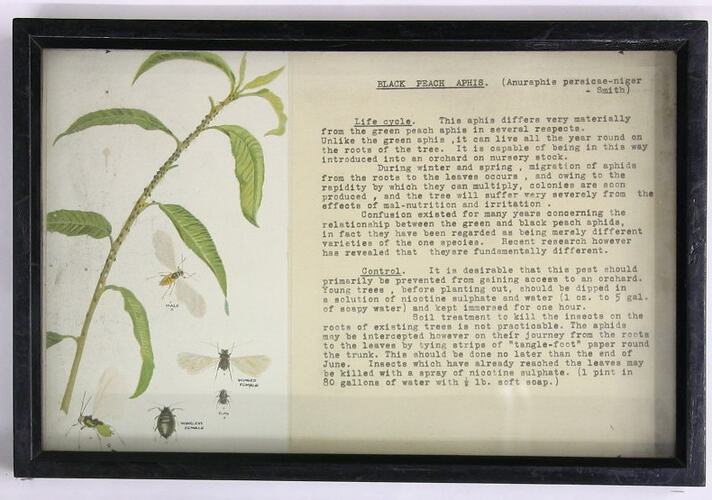 BLACK PEACH APHIS. (Anuraphis persicae-niger
- Smith)
Life cycle. This aphis differs very materially
from the green peach aphis in several respects.
Unlike the green aphis ,it can live all the year round on
the roots of the tree. It is capable of being in this way
introduced into an orchard on nursery stock.
During winter and spring , migration of aphids
from the roots to the leaves occurs , and owing to the
rapidity by which they can multiply, colonies are soon
produced , and the tree will suffer very severely from the
effects of mal-nutrition and irritation .
Confusion existed for many years concerning the
relationship between the green and black peach aphids,
in fact they have been regarded as being merely different
varieties of the one species. Recent research however
has revealed that theyare fundamentally different.
Control. It is desirable that this pest should
primarily be prevented from gaining access to an orchard.
Young trees , before planting out, should be dipped in
a solution of nicotine sulphate and water (1 oz. to 5 gal.
of soapy water) and kept immersed for one hour.
Soil treatment to kill the insects on the
roots of existing trees is not practicable. The aphids
may be intercepted however on their journey from the roots
to the leaves by tying strips of "tangle-foot" paper round
the trunk. This should be done no later than the end of
June. Insects which have already reached the leaves may
be killed with a spray of nicotine sulphate. (1 pint in
80 gallons of water with ½ lb. soft soap.)
MALE
WINGED
FEMALE
WINGLESS
FEMALE